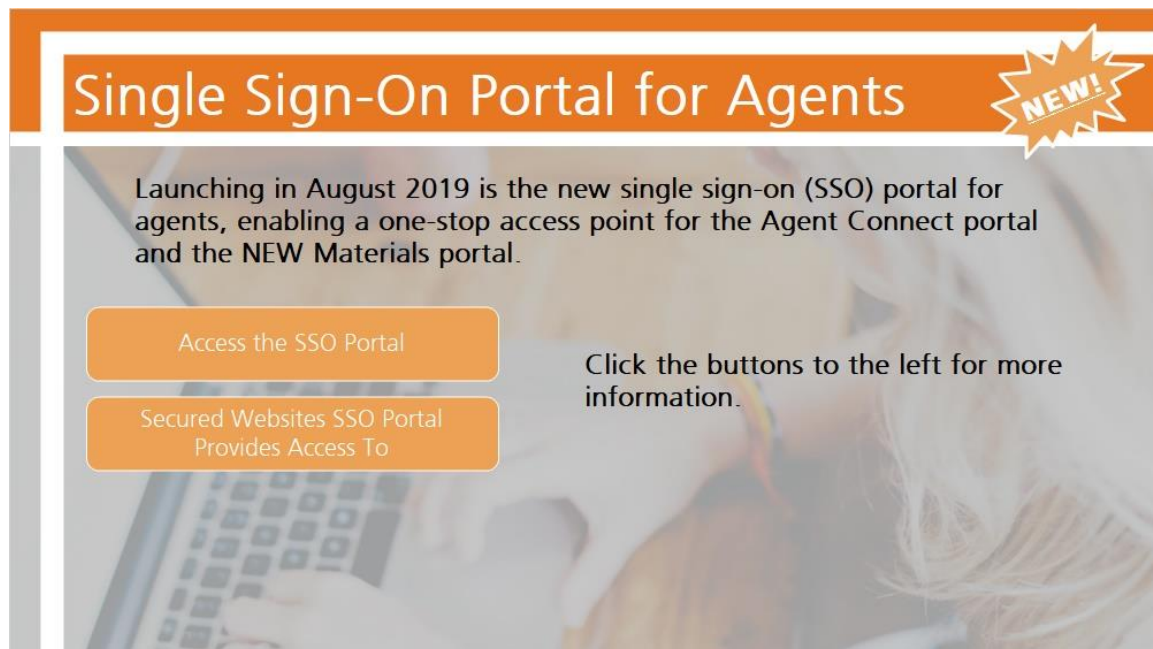 Single Sign-On Portal for Agents
NEW!
Launching in August 2019 is the new single sign-on (SSO) portal for
agents, enabling a one-stop access point for the Agent Connect portal
and the NEW Materials portal.
Access the SSO Portal
Secured Websites SSO Portal
Provides Access To
Click the buttons to the left for more
information.